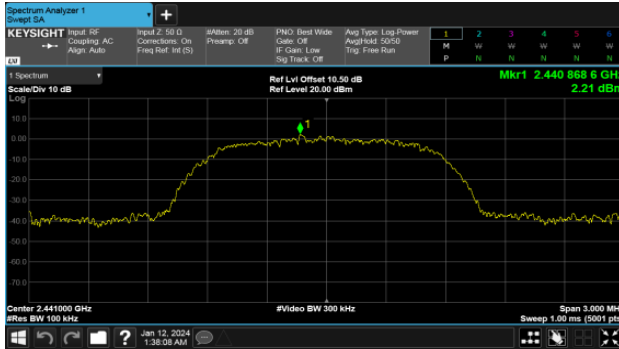 Spectrum Analyzer 1
Swept SA
+
KEYSIGHT
Input: RF
Coupling: AC
Align: Auto
Input Z: 50 Ω
Corrections: On
Freq Ref: Int (S)
#Atten: 20 dB
Preamp: Off
PNO: Best Wide
Gate: Off
IF Gain: Low
Sig Track: Off
Avg Type: Log-Power
Avg|Hold: 50/50
Trig: Free Run
1 2 3 4 5 6
M W W W W W
P N N N N N
LXI
1 Spectrum
Scale/Div 10 dB
Ref Lvl Offset 10.50 dB
Ref Level 20.00 dBm
Mkr1 2.440 868 6 GHz
2.21 dBm
Log
10.0
0.00
-10.0
-20.0
-30.0
-40.0
-50.0
-60.0
-70.0
1
Center 2.441000 GHz
#Res BW 100 kHz
#Video BW 300 kHz
Span 3.000 MHz
Sweep 1.00 ms (5001 pts)
?
Jan 12, 2024
1:38:08 AM